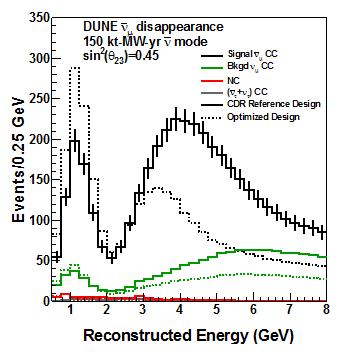 DUNE ν̄μ disappearance
150 kt-MW-yr ν̄ mode
sin²(θ23)=0.45
Signal ν̄μ CC
Bkgd νμ CC
NC
(ντ+ν̄τ) CC
CDR Reference Design
Optimized Design
Events/0.25 GeV
350
300
250
200
150
100
50
0
1 2 3 4 5 6 7 8
Reconstructed Energy (GeV)